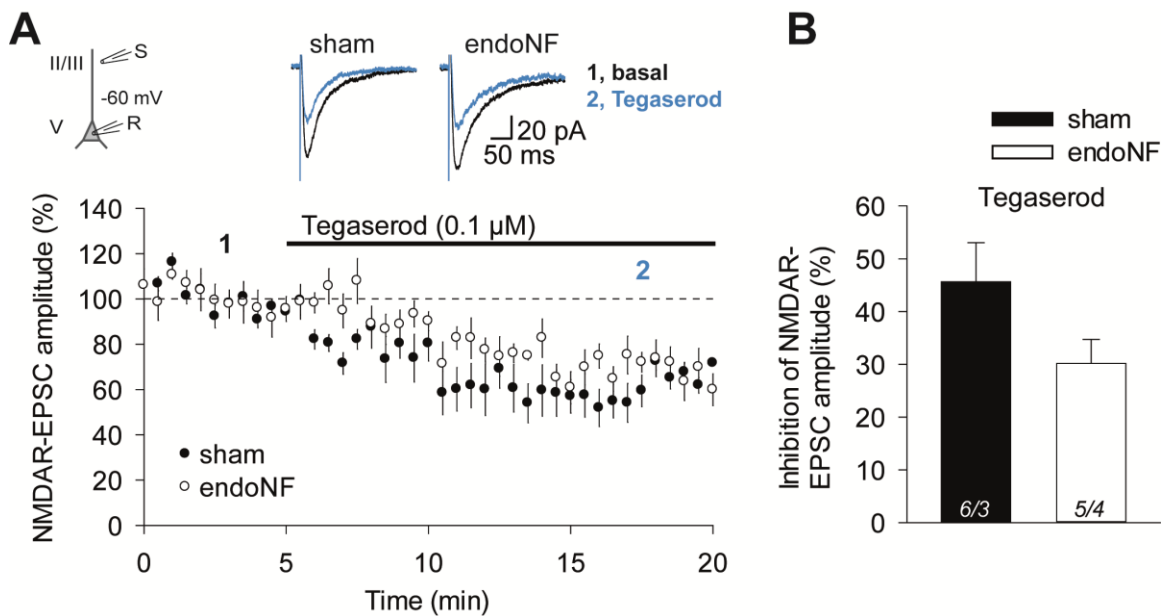 A
II/III
S
-60 mV
V
R
sham
endoNF
1, basal
2, Tegaserod
20 pA
50 ms
NMDAR-EPSC amplitude (%)
140
120
100
80
60
40
20
0
1
Tegaserod (0.1 µM)
2
sham
endoNF
0
5
10
15
20
Time (min)
B
sham
endoNF
Tegaserod
Inhibition of NMDAR-
EPSC amplitude (%)
60
50
40
30
20
10
0
6/3
5/4